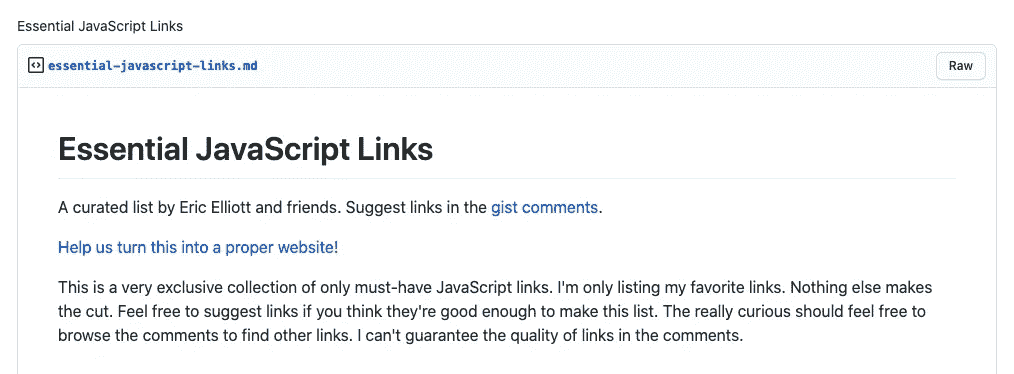 Essential JavaScript Links
essential-javascript-links.md
Raw
Essential JavaScript Links
A curated list by Eric Elliott and friends. Suggest links in the gist comments.
Help us turn this into a proper website!
This is a very exclusive collection of only must-have JavaScript links. I'm only listing my favorite links. Nothing else makes
the cut. Feel free to suggest links if you think they're good enough to make this list. The really curious should feel free to
browse the comments to find other links. I can't guarantee the quality of links in the comments.